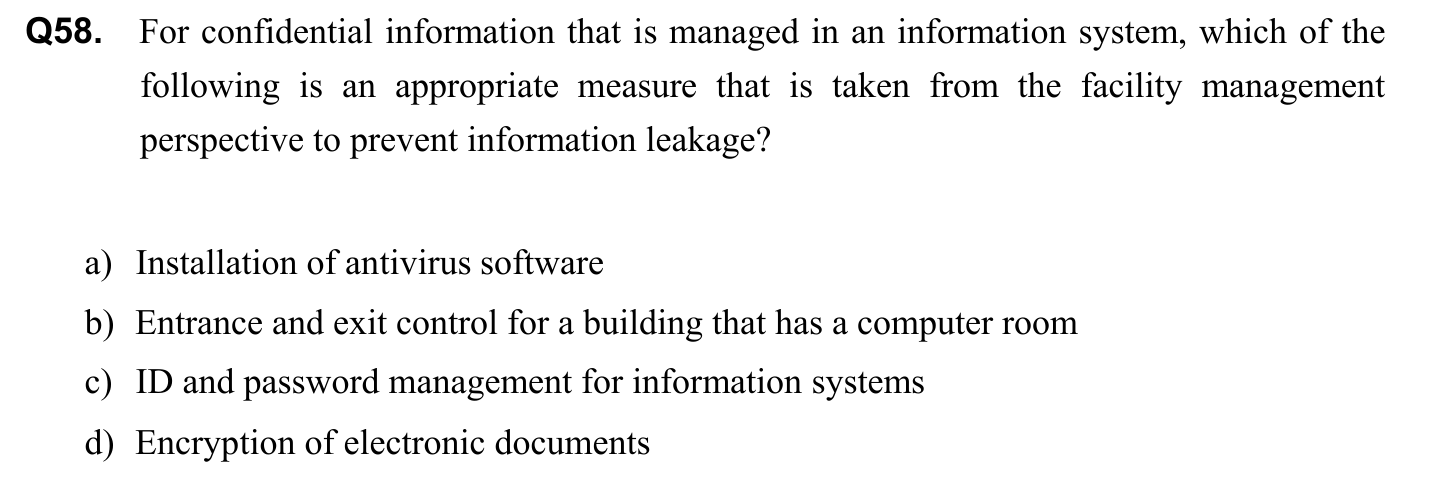 Q58. For confidential information that is managed in an information system, which of the
following is an appropriate measure that is taken from the facility management
perspective to prevent information leakage?
a) Installation of antivirus software
b) Entrance and exit control for a building that has a computer room
c) ID and password management for information systems
d) Encryption of electronic documents